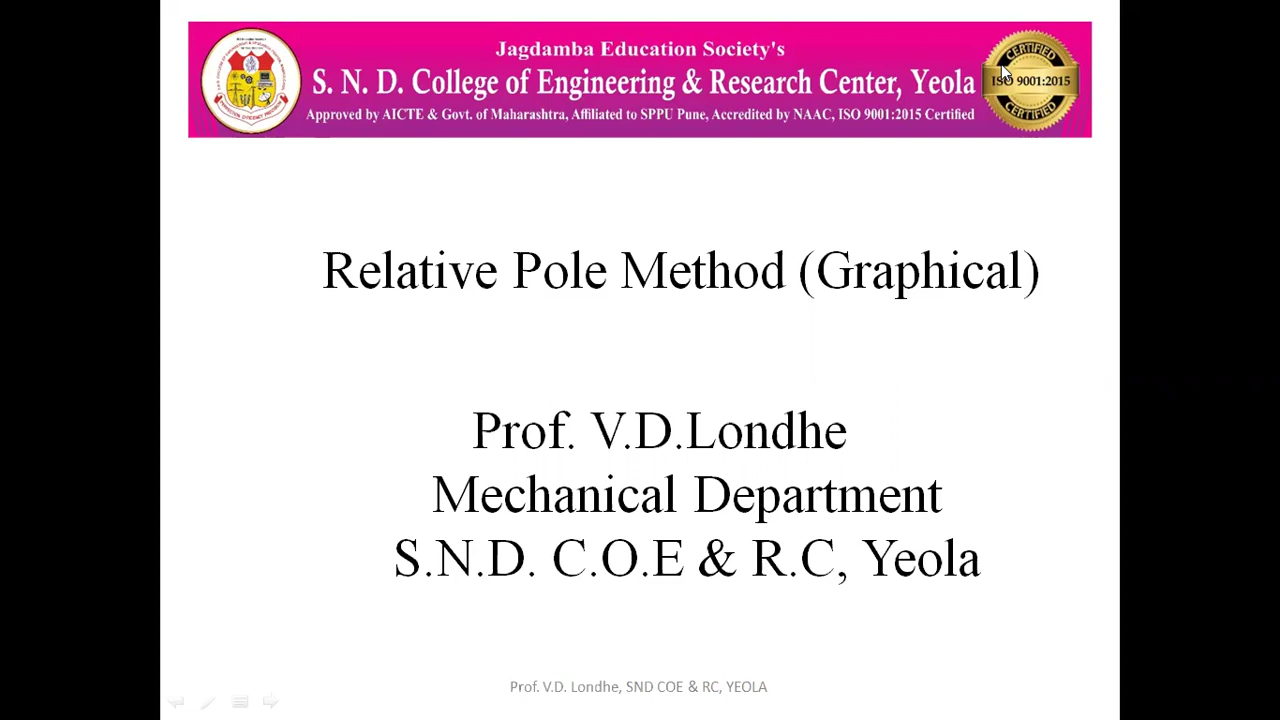 Jagdamba Education Society's
S. N. D. College of Engineering & Research Center, Yeola
Approved by AICTE & Govt. of Maharashtra, Affiliated to SPPU Pune, Accredited by NAAC, ISO 9001:2015 Certified
CERTIFIED
ISO 9001:2015
CERTIFIED
Relative Pole Method (Graphical)
Prof. V.D.Londhe
Mechanical Department
S.N.D. C.O.E & R.C, Yeola
Prof. V.D. Londhe, SND COE & RC, YEOLA